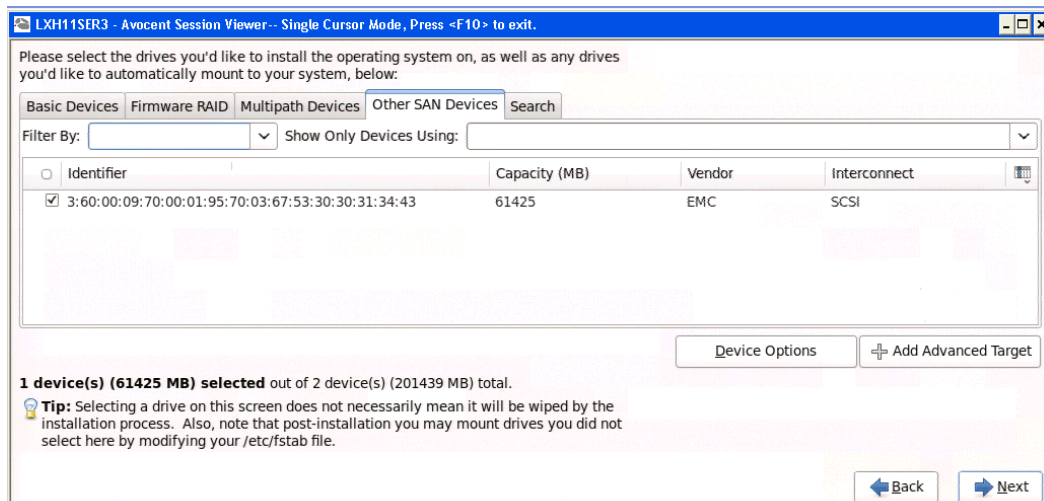 LXH11SER3 - Avocent Session Viewer-- Single Cursor Mode, Press <F10> to exit.
Please select the drives you'd like to install the operating system on, as well as any drives
you'd like to automatically mount to your system, below:
Basic Devices Firmware RAID Multipath Devices Other SAN Devices Search
Filter By: Show Only Devices Using:
Identifier Capacity (MB) Vendor Interconnect
3:60:00:09:70:00:01:95:70:03:67:53:30:30:31:34:43 61425 EMC SCSI
Device Options Add Advanced Target
1 device(s) (61425 MB) selected out of 2 device(s) (201439 MB) total.
Tip: Selecting a drive on this screen does not necessarily mean it will be wiped by the
installation process. Also, note that post-installation you may mount drives you did not
select here by modifying your /etc/fstab file.
Back Next